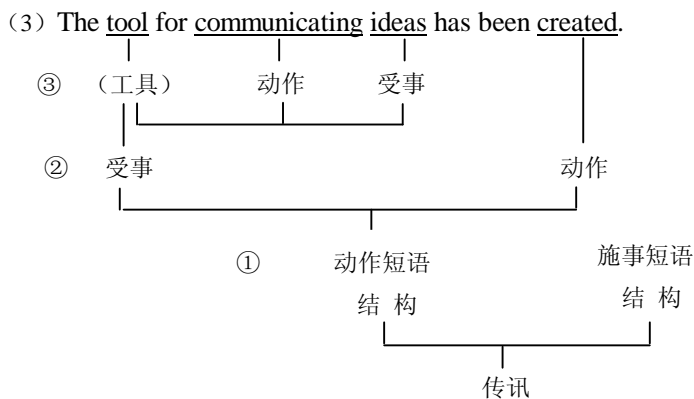 （3）The tool for communicating ideas has been created.
③ （工具） 动作 受事
② 受事 动作
① 动作短语 施事短语
结 构 结 构
传讯